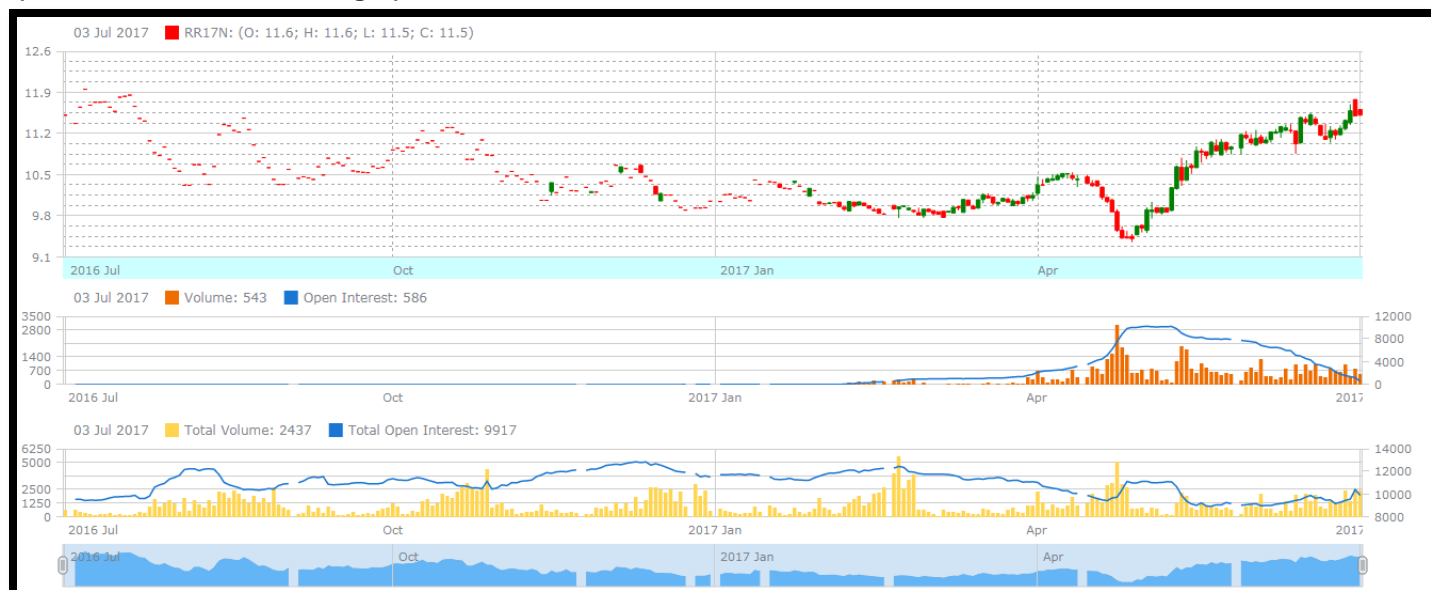 03 Jul 2017 RR17N: (O: 11.6; H: 11.6; L: 11.5; C: 11.5)
12.6
11.9
11.2
10.5
9.8
9.1
2016 Jul Oct 2017 Jan Apr
03 Jul 2017 Volume: 543 Open Interest: 586
3500 12000
2800 8000
1400 4000
700
0 0
2016 Jul Oct 2017 Jan Apr 2017
03 Jul 2017 Total Volume: 2437 Total Open Interest: 9917
6250 14000
5000 12000
2500 10000
1250
0 8000
2016 Jul Oct 2017 Jan Apr 2017
2016 Jul Oct 2017 Jan Apr